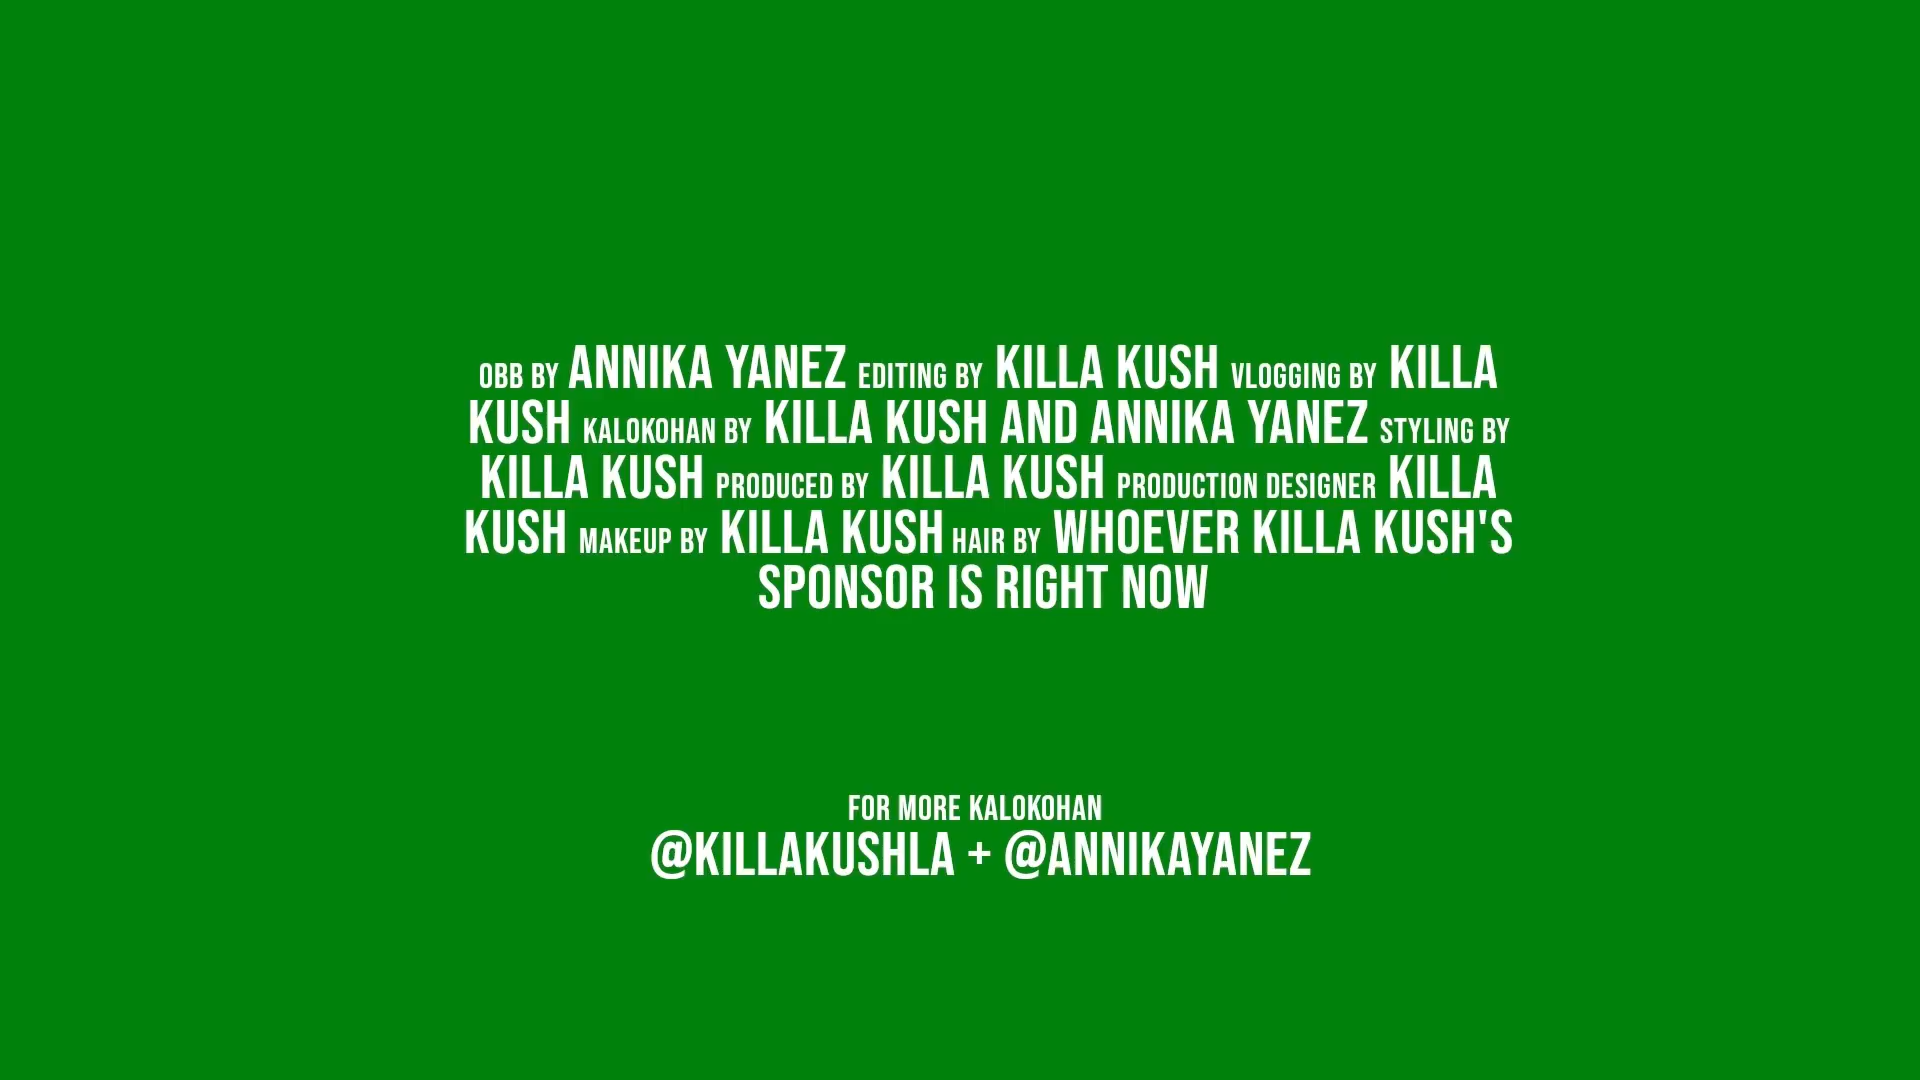 OBB BY ANNIKA YANEZ EDITING BY KILLA KUSH VLOGGING BY KILLA
KUSH KALOKOHAN BY KILLA KUSH AND ANNIKA YANEZ STYLING BY
KILLA KUSH PRODUCED BY KILLA KUSH PRODUCTION DESIGNER KILLA
KUSH MAKEUP BY KILLA KUSH HAIR BY WHOEVER KILLA KUSH'S
SPONSOR IS RIGHT NOW
FOR MORE KALOKOHAN
@KILLAKUSHLA + @ANNIKAYANEZ